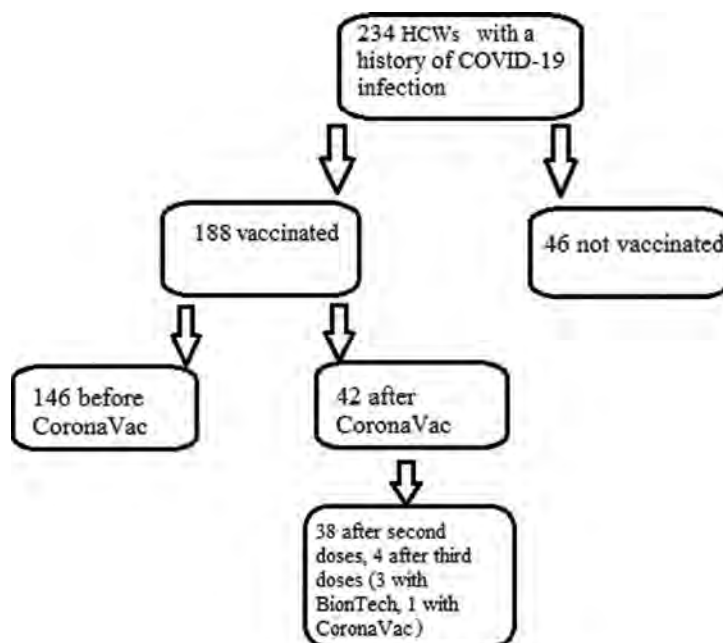 234 HCWs with a
history of COVID-19
infection
188 vaccinated
46 not vaccinated
146 before
CoronaVac
42 after
CoronaVac
38 after second
doses, 4 after third
doses (3 with
BionTech, 1 with
CoronaVac)